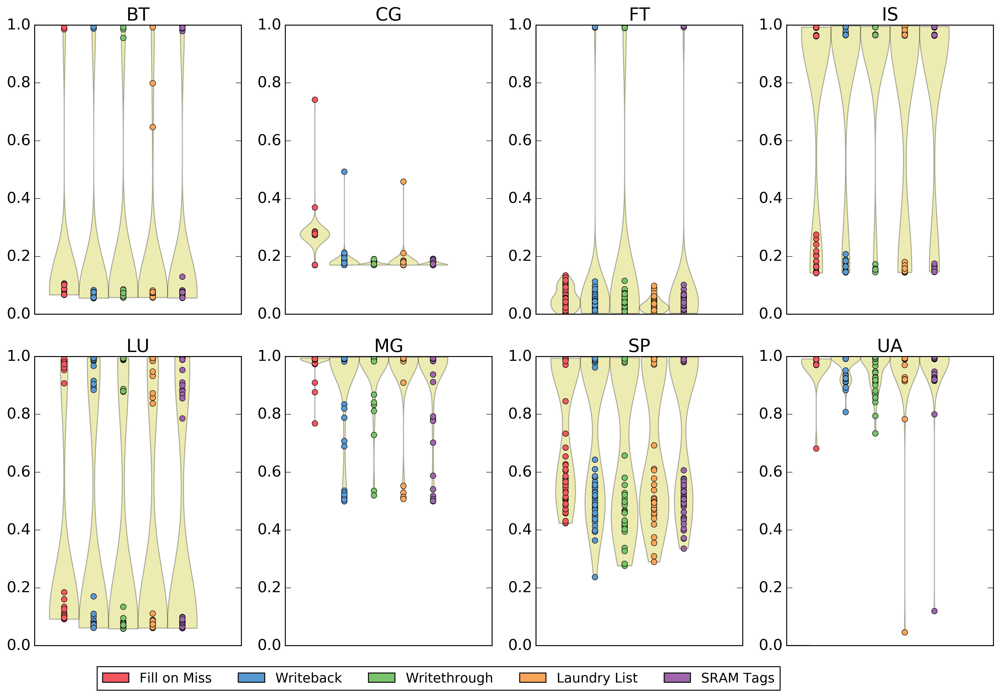 BT CG FT IS
1.0 1.0 1.0 1.0
0.8 0.8 0.8 0.8
0.6 0.6 0.6 0.6
0.4 0.4 0.4 0.4
0.2 0.2 0.2 0.2
0.0 0.0 0.0 0.0
LU MG SP UA
1.0 1.0 1.0 1.0
0.8 0.8 0.8 0.8
0.6 0.6 0.6 0.6
0.4 0.4 0.4 0.4
0.2 0.2 0.2 0.2
0.0 0.0 0.0 0.0
Fill on Miss Writeback Writethrough Laundry List SRAM Tags